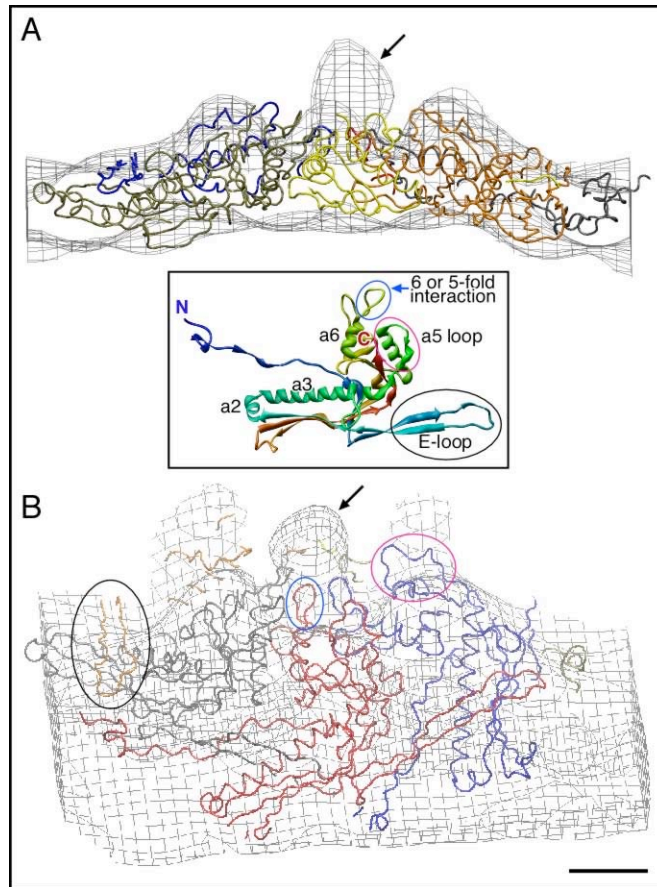 A
6 or 5-fold
interaction
N
a6
C
a5 loop
a3
a2
E-loop
B